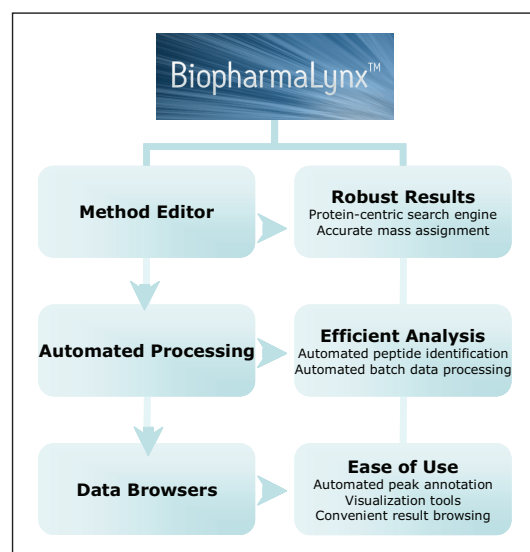 BiopharmaLynx™
Method Editor
Robust Results
Protein-centric search engine
Accurate mass assignment
Automated Processing
Efficient Analysis
Automated peptide identification
Automated batch data processing
Data Browsers
Ease of Use
Automated peak annotation
Visualization tools
Convenient result browsing